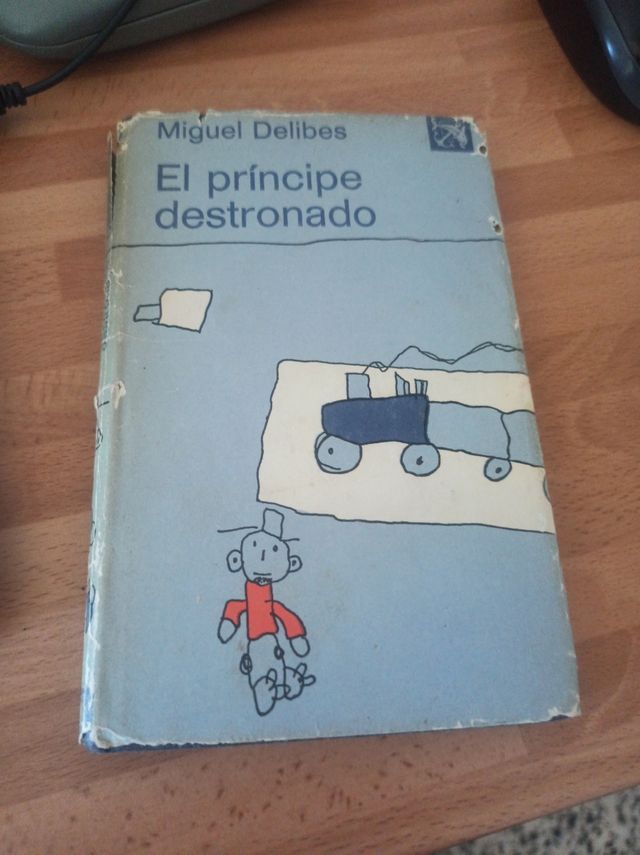 Miguel Delibes
El príncipe
destronado